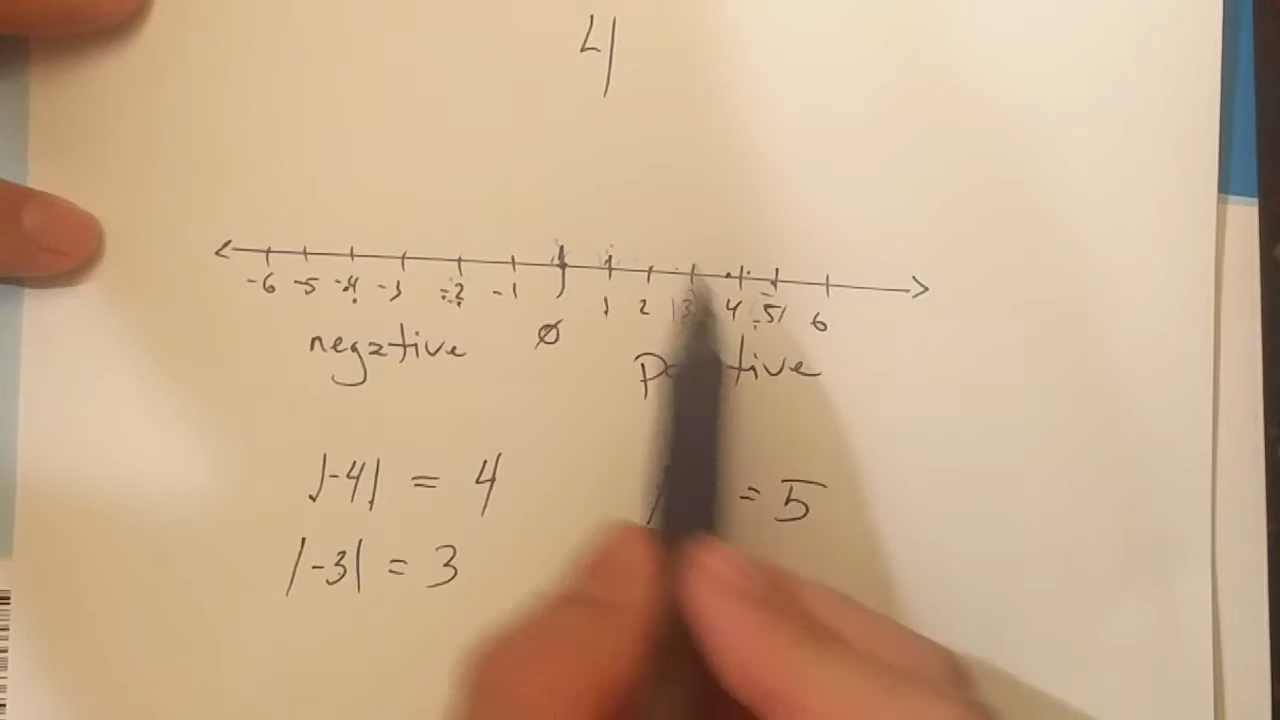 4
-6 -5 -4 -3 -2 -1 1 2 3 4 5 6
negative Ø
|-4| = 4 = 5
|-3| = 3